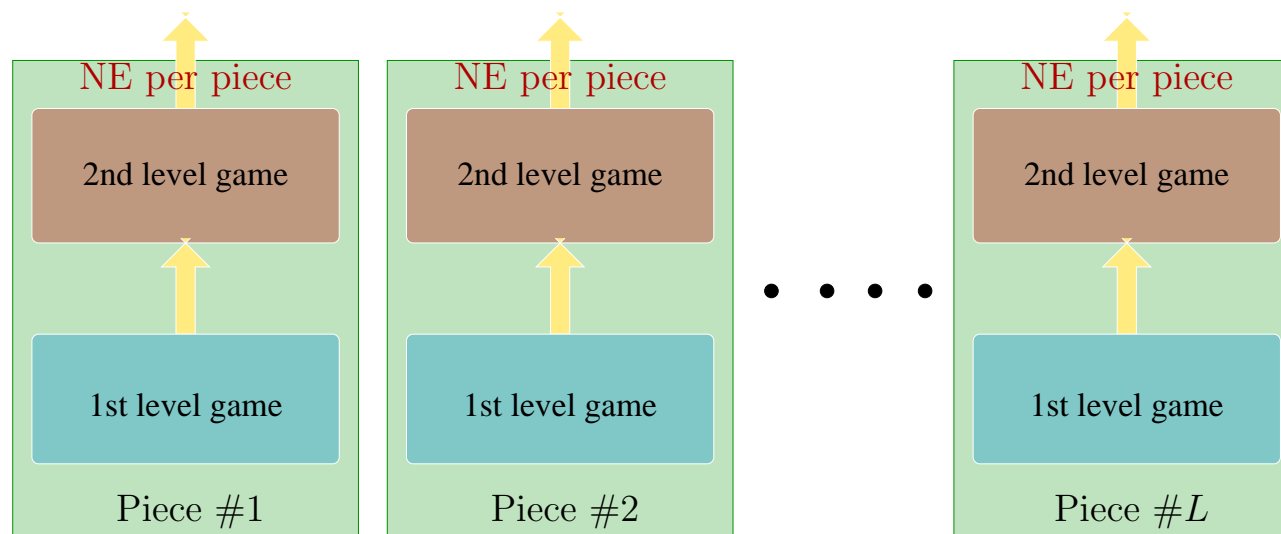 NE per piece
2nd level game
1st level game
Piece #1
NE per piece
2nd level game
1st level game
Piece #2
NE per piece
2nd level game
1st level game
Piece #L